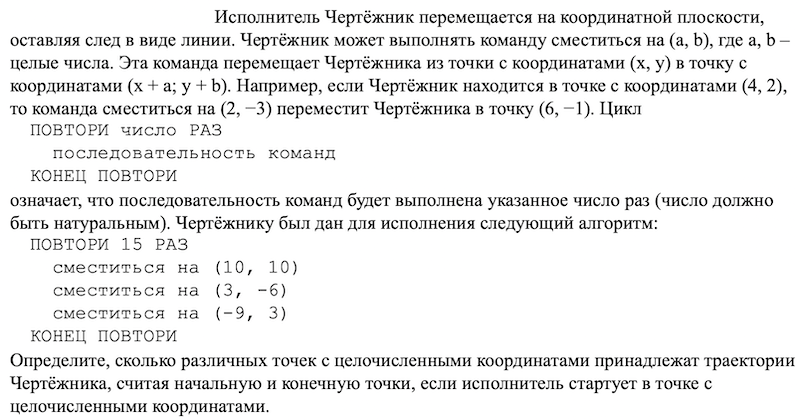 Исполнитель Чертёжник перемещается на координатной плоскости,
оставляя след в виде линии. Чертёжник может выполнять команду сместиться на (a, b), где a, b –
целые числа. Эта команда перемещает Чертёжника из точки с координатами (x, y) в точку с
координатами (x + a; y + b). Например, если Чертёжник находится в точке с координатами (4, 2),
то команда сместиться на (2, −3) переместит Чертёжника в точку (6, −1). Цикл
ПОВТОРИ число РАЗ
последовательность команд
КОНЕЦ ПОВТОРИ
означает, что последовательность команд будет выполнена указанное число раз (число должно
быть натуральным). Чертёжнику был дан для исполнения следующий алгоритм:
ПОВТОРИ 15 РАЗ
сместиться на (10, 10)
сместиться на (3, -6)
сместиться на (-9, 3)
КОНЕЦ ПОВТОРИ
Определите, сколько различных точек с целочисленными координатами принадлежат траектории
Чертёжника, считая начальную и конечную точки, если исполнитель стартует в точке с
целочисленными координатами.